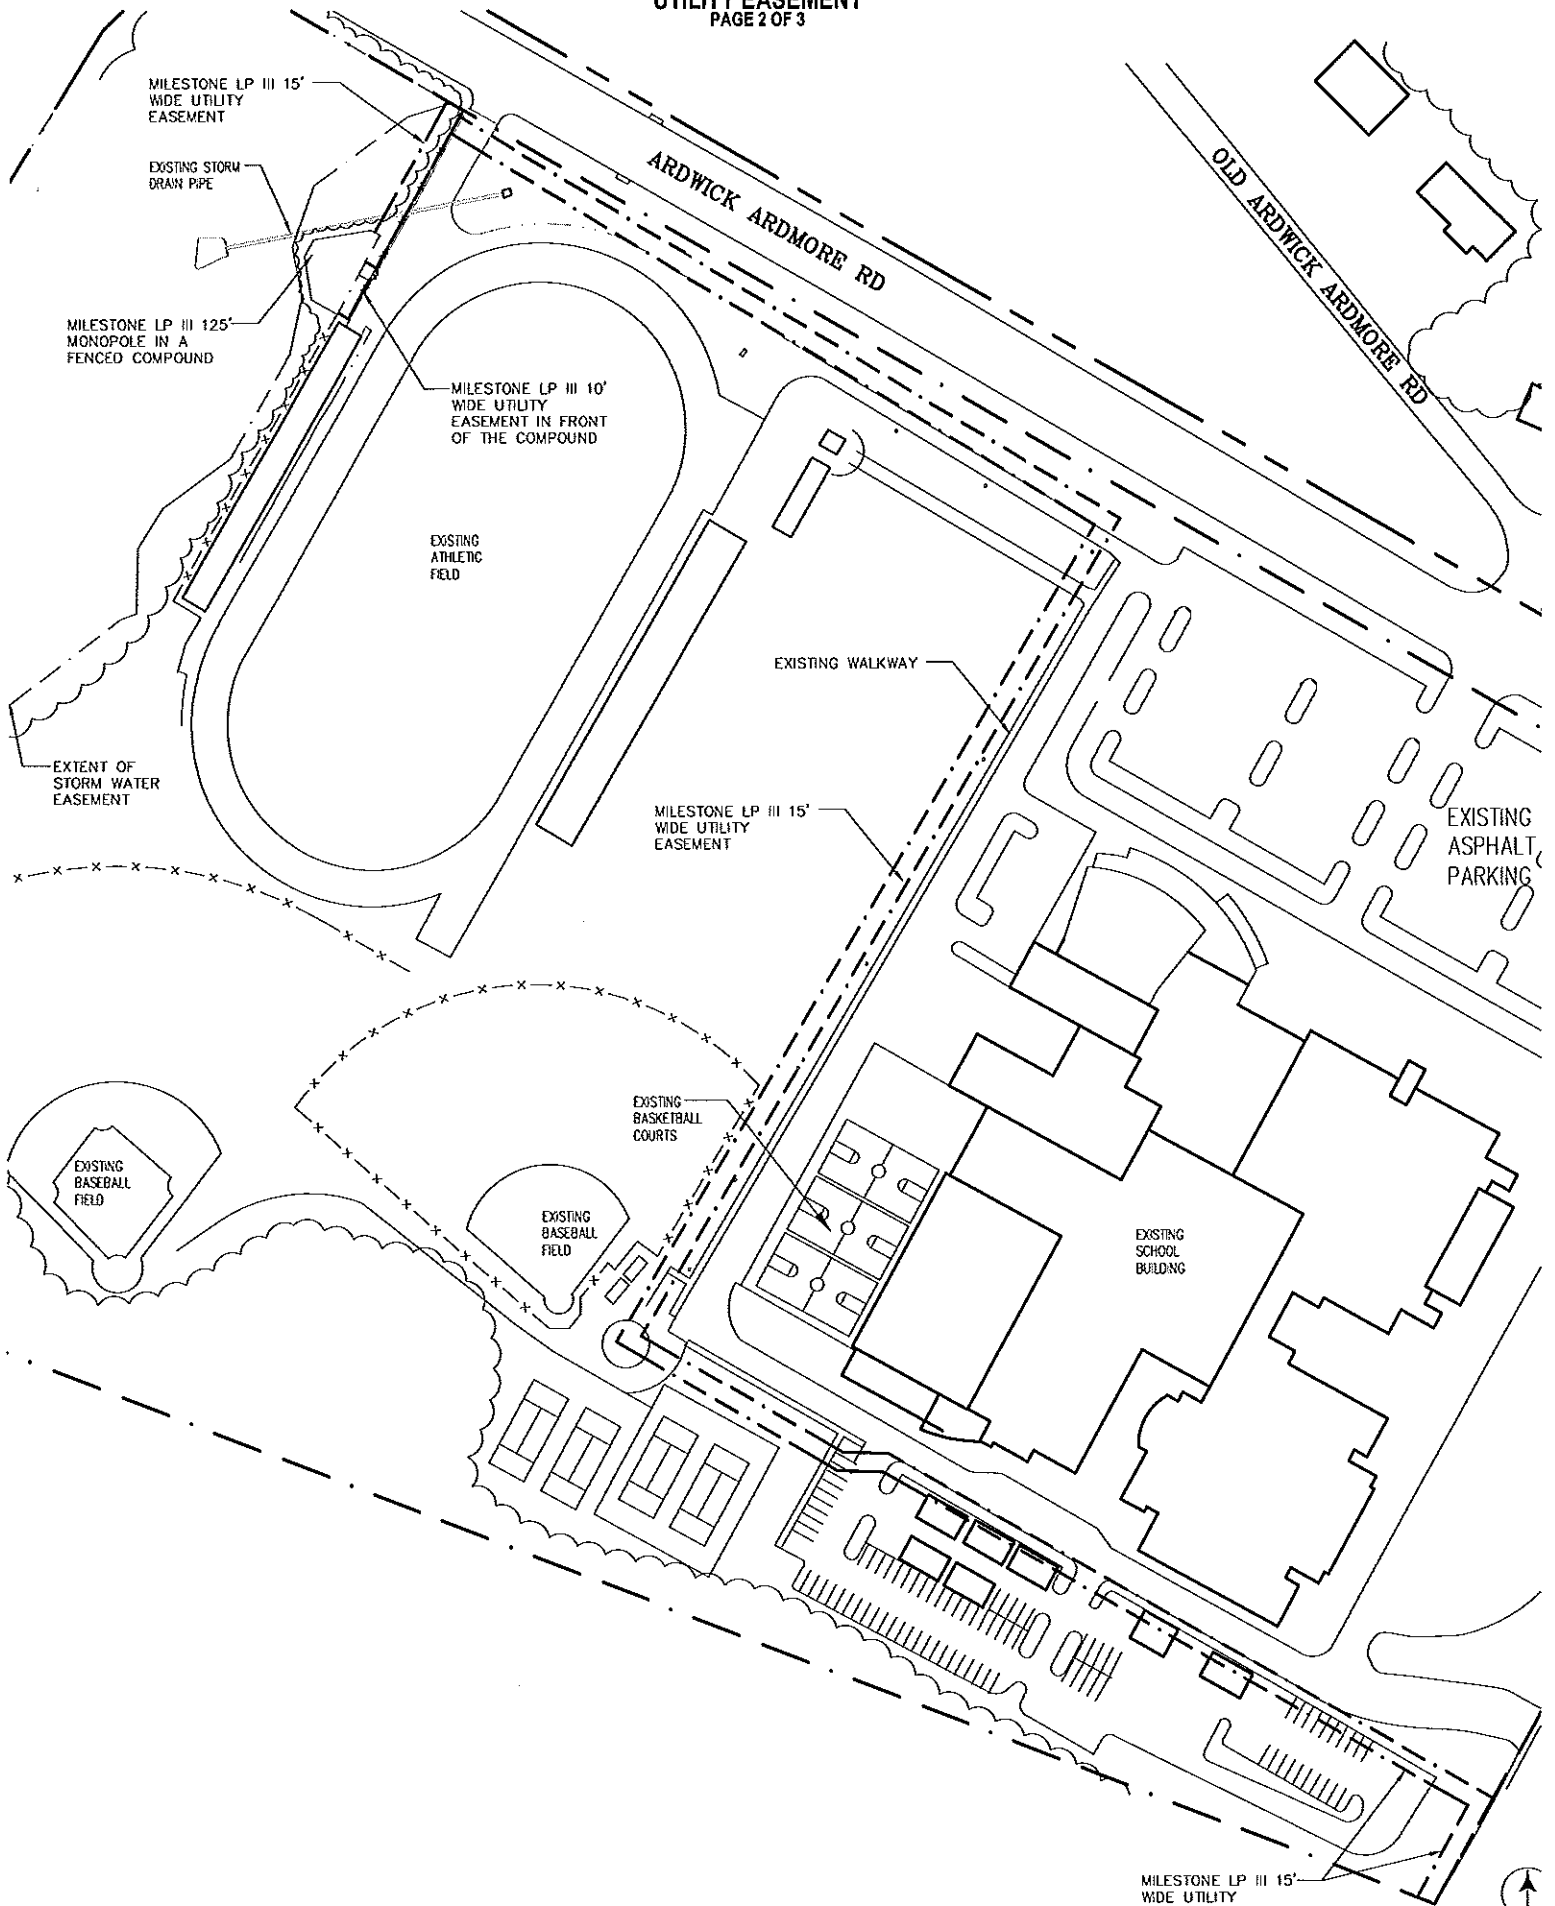 UTILITY EASEMENT
PAGE 2 OF 3
MILESTONE LP III 15'
WIDE UTILITY
EASEMENT
EXISTING STORM
DRAIN PIPE
MILESTONE LP III 125'
MONOPOLE IN A
FENCED COMPOUND
MILESTONE LP III 10'
WIDE UTILITY
EASEMENT IN FRONT
OF THE COMPOUND
ARDWICK ARDMORE RD
OLD ARDWICK ARDMORE RD
EXISTING
ATHLETIC
FIELD
EXISTING WALKWAY
EXTENT OF
STORM WATER
EASEMENT
MILESTONE LP III 15'
WIDE UTILITY
EASEMENT
EXISTING
ASPHALT
PARKING
EXISTING
BASKETBALL
COURTS
EXISTING
BASEBALL
FIELD
EXISTING
BASEBALL
FIELD
EXISTING
SCHOOL
BUILDING
MILESTONE LP III 15'
WIDE UTILITY